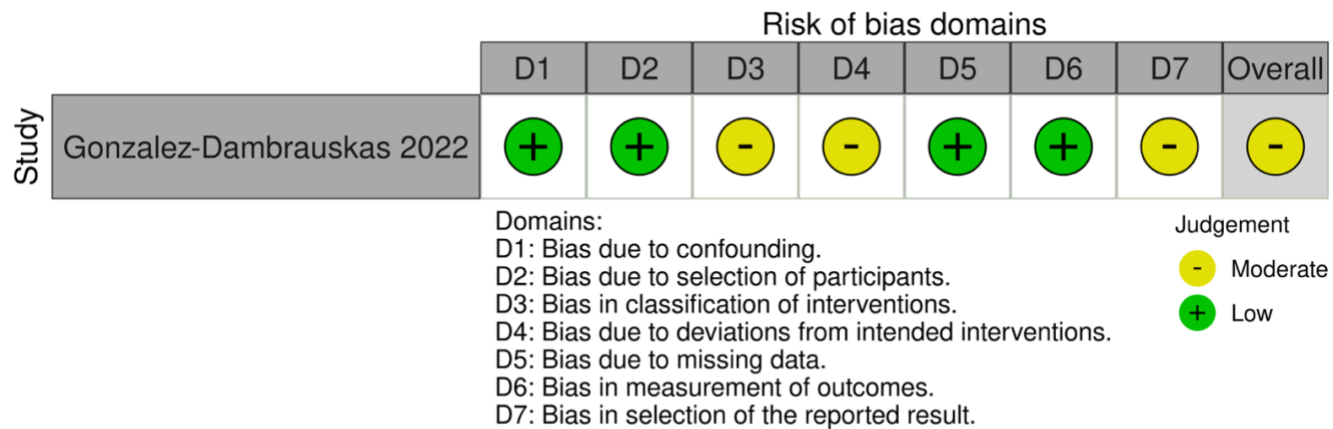 Risk of bias domains
D1 D2 D3 D4 D5 D6 D7 Overall
Study
Gonzalez-Dambrauskas 2022 + + - - + + - -
Domains:
D1: Bias due to confounding.
D2: Bias due to selection of participants.
D3: Bias in classification of interventions.
D4: Bias due to deviations from intended interventions.
D5: Bias due to missing data.
D6: Bias in measurement of outcomes.
D7: Bias in selection of the reported result.
Judgement
- Moderate
+ Low